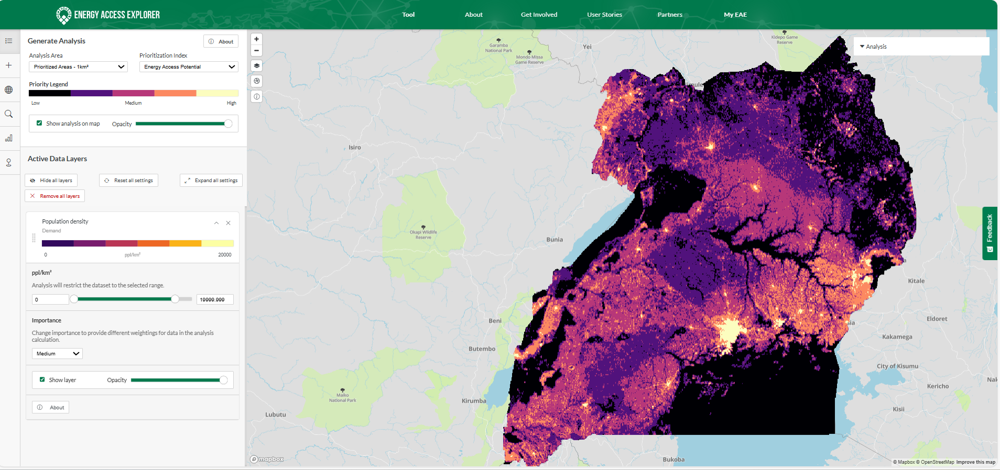 ENERGY ACCESS EXPLORER
Tool
About
Get Involved
User Stories
Partners
My EAE
Generate Analysis
About
Analysis Area
Prioritization Index
Prioritized Areas - 1km²
Energy Access Potential
Priority Legend
Low
Medium
High
Show analysis on map
Opacity
Active Data Layers
Hide all layers
Reset all settings
Expand all settings
Remove all layers
Population density
Demand
0
ppl/km²
20000
ppl/km²
Analysis will restrict the dataset to the selected range.
0
19999.999
Importance
Change importance to provide different weightings for data in the analysis
calculation.
Medium
Show layer
Opacity
About
Analysis
Feedback
Garamba
National Park
Mondo Missa
Game Reserve
Yei
Kidepo Game
Reserve
Isiro
Okapi Wildlife
Reserve
Bunia
Beni
Butembo
Kirumba
Maiko
National Park
Lubutu
Bukoba
Kitale
Eldoret
Kakamega
City of Kisumu
Kericho
Kisii
Nak
mapbox
© Mapbox © OpenStreetMap Improve this map